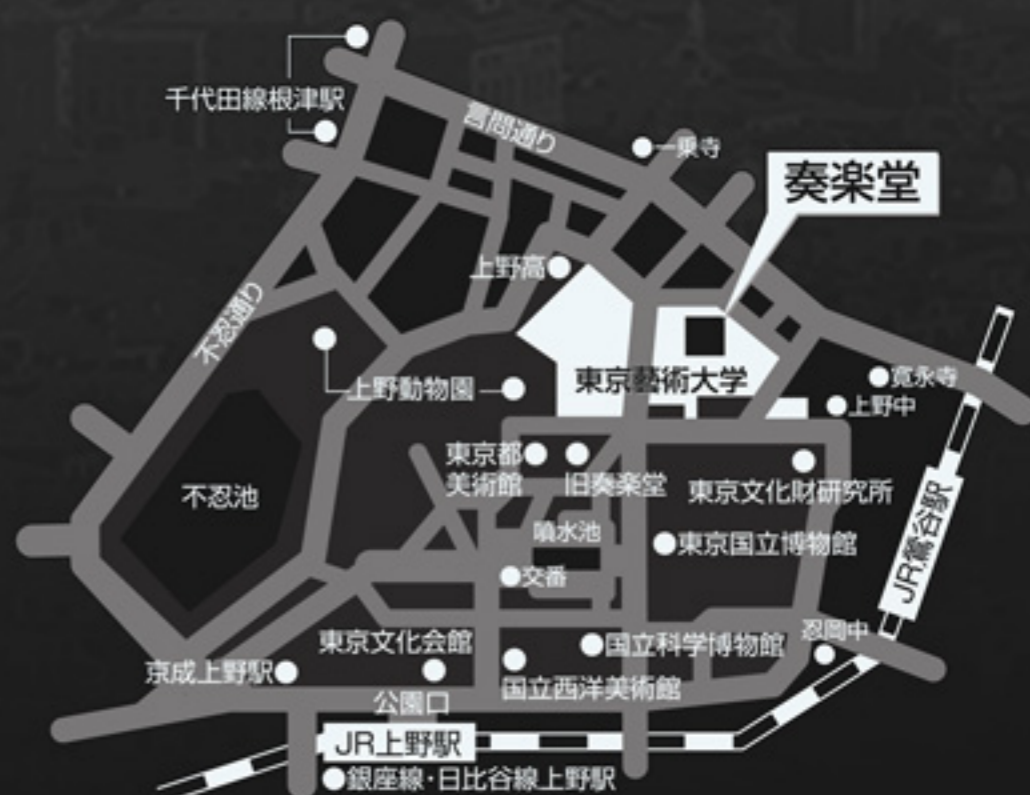 千代田線根津駅
言問通り
一乗寺
奏楽堂
上野高
不忍通り
上野動物園
東京藝術大学
寛永寺
上野中
東京都
美術館
旧奏楽堂
東京文化財研究所
不忍池
噴水池
東京国立博物館
JR鶯谷駅
交番
東京文化会館
国立科学博物館
忍岡中
京成上野駅
国立西洋美術館
公園口
JR上野駅
銀座線・日比谷線上野駅